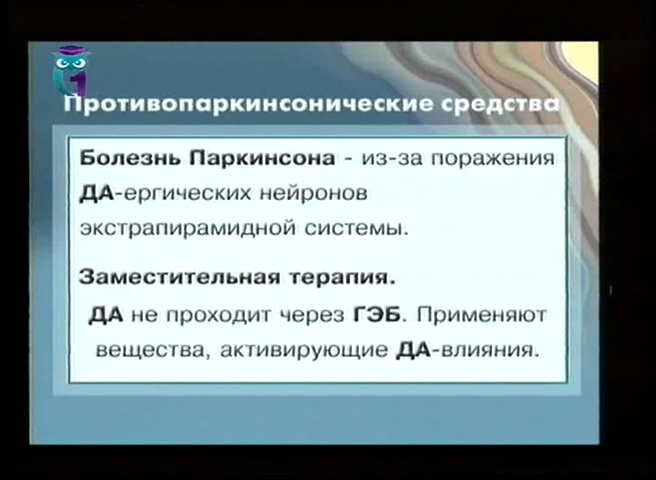 1
Противопаркинсонические средства
Болезнь Паркинсона - из-за поражения
ДА-ергических нейронов
экстрапирамидной системы.
Заместительная терапия.
ДА не проходит через ГЭБ. Применяют
вещества, активирующие ДА-влияния.